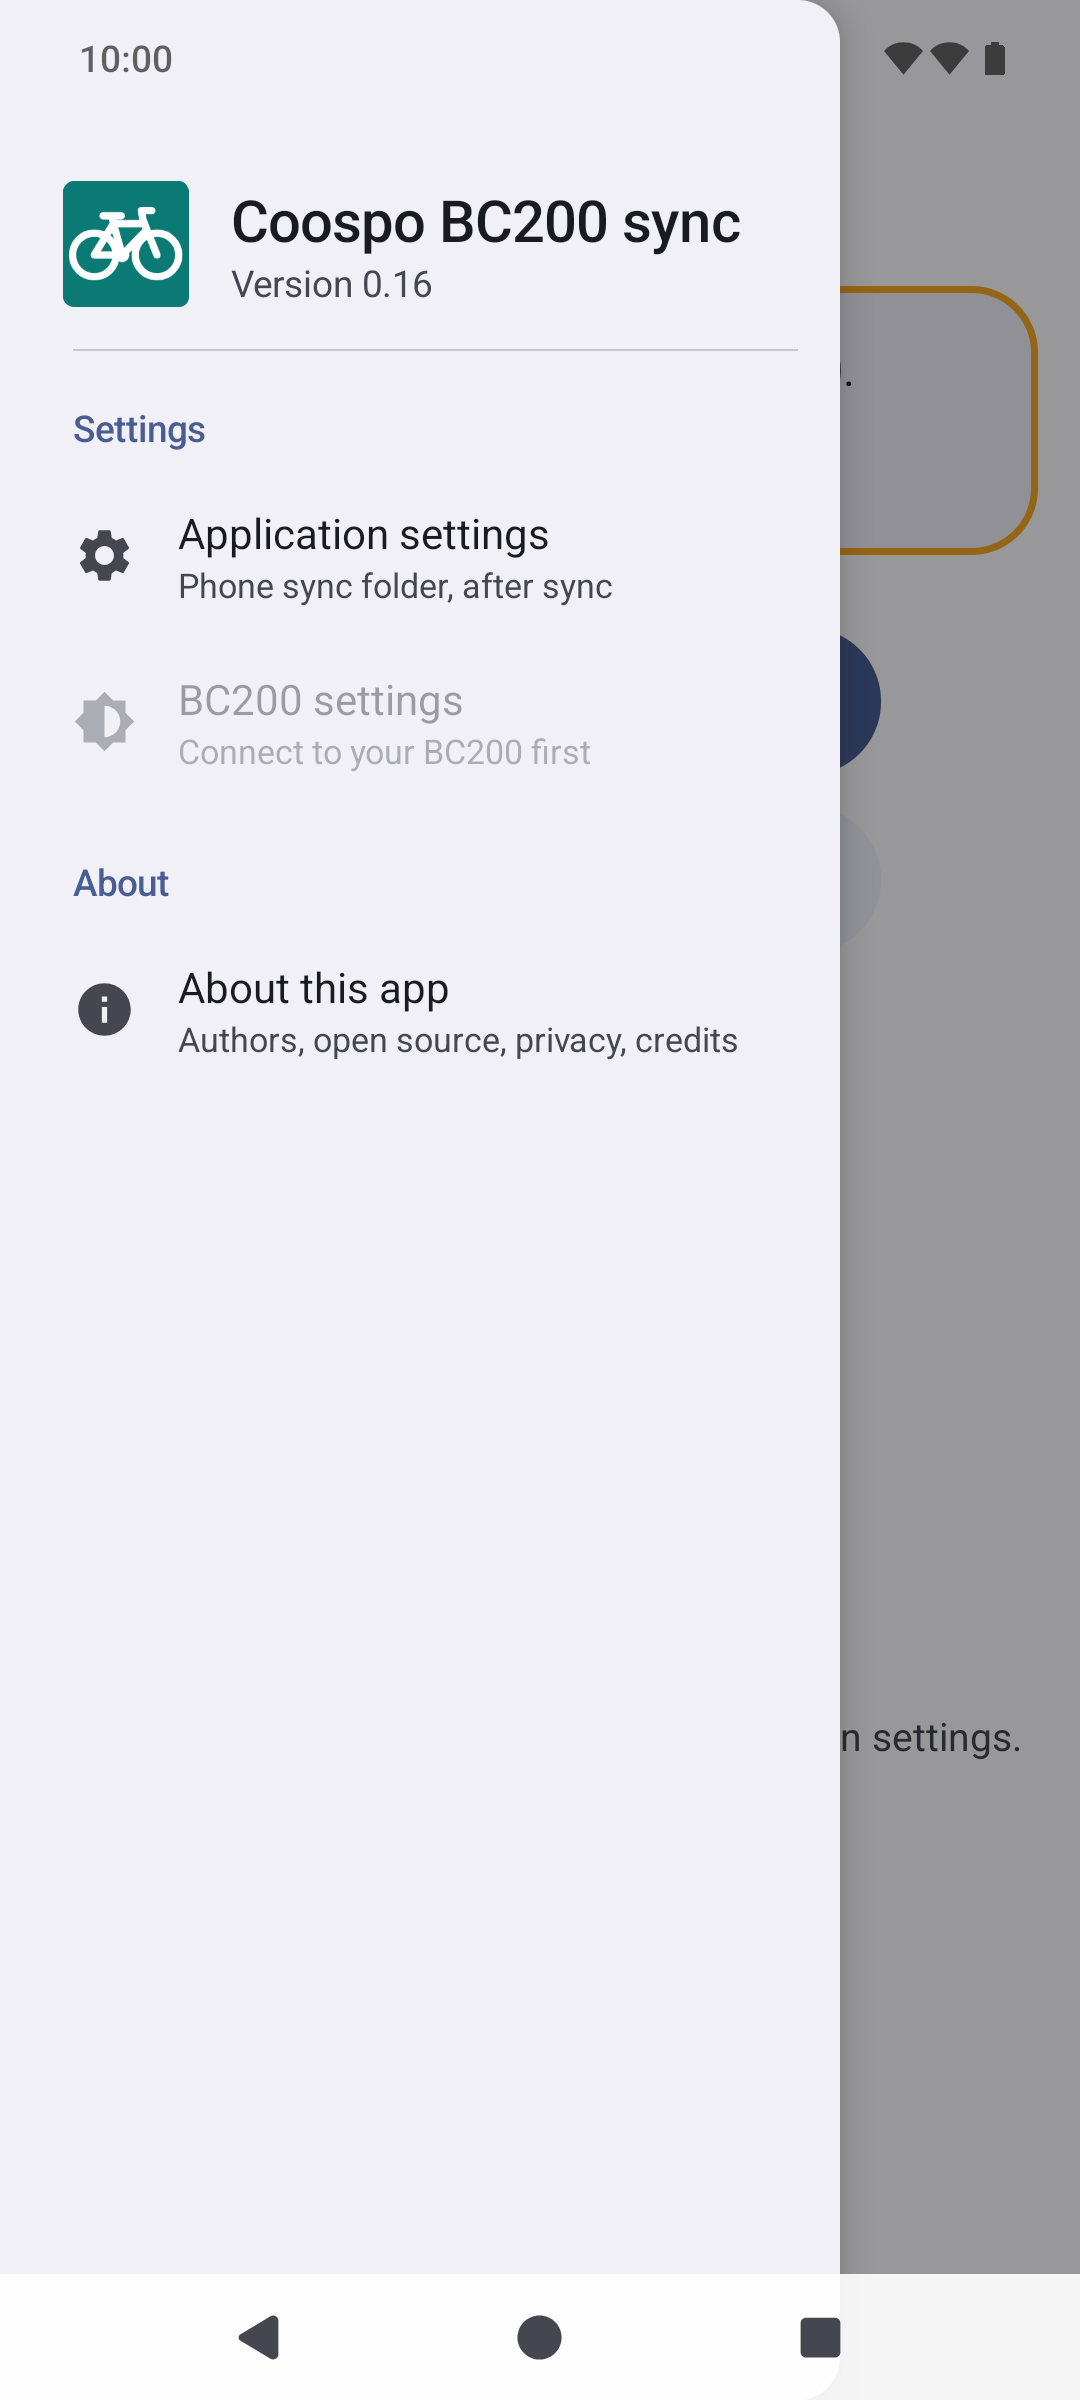 10:00
Coospo BC200 sync
Version 0.16
Settings
Application settings
Phone sync folder, after sync
BC200 settings
Connect to your BC200 first
About
About this app
Authors, open source, privacy, credits
n settings.